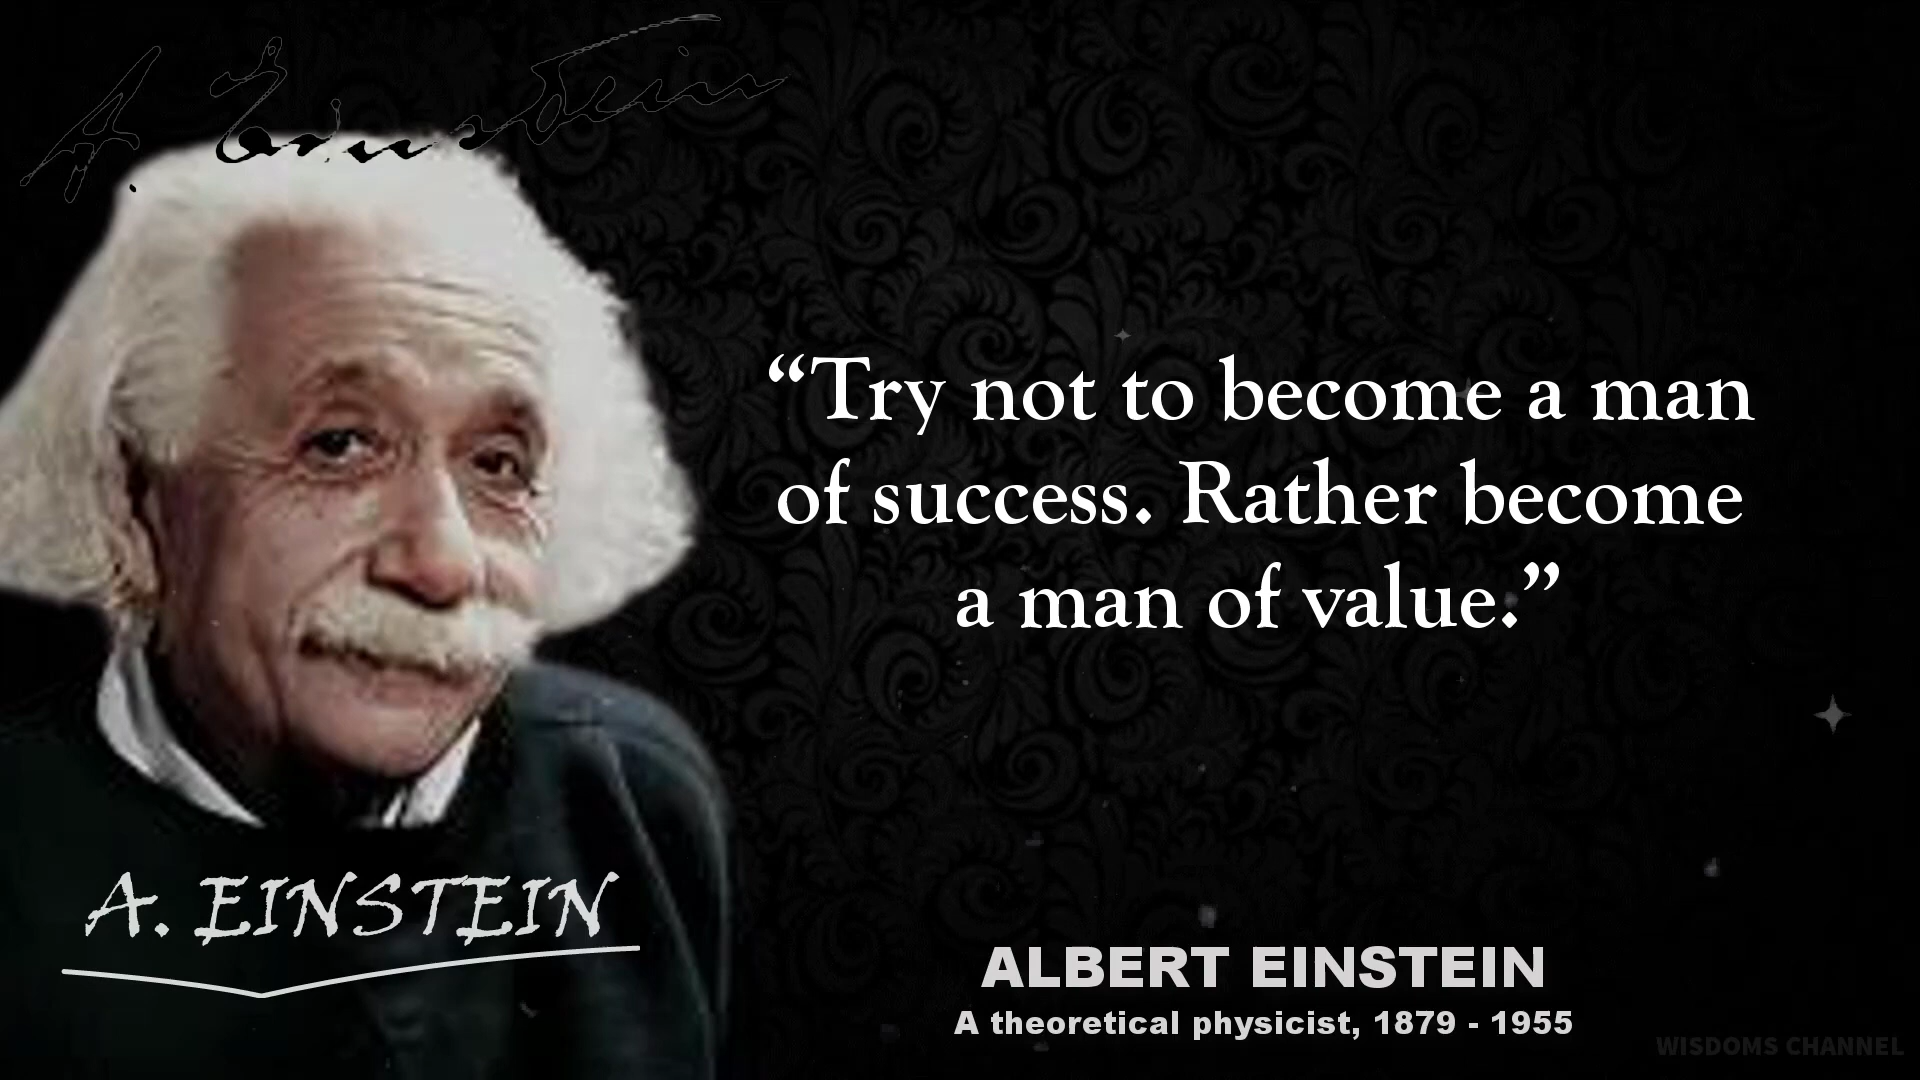 A. Einstein
“Try not to become a man
of success. Rather become
a man of value.”
A. EINSTEIN
ALBERT EINSTEIN
A theoretical physicist, 1879 - 1955
WISDOMS CHANNEL